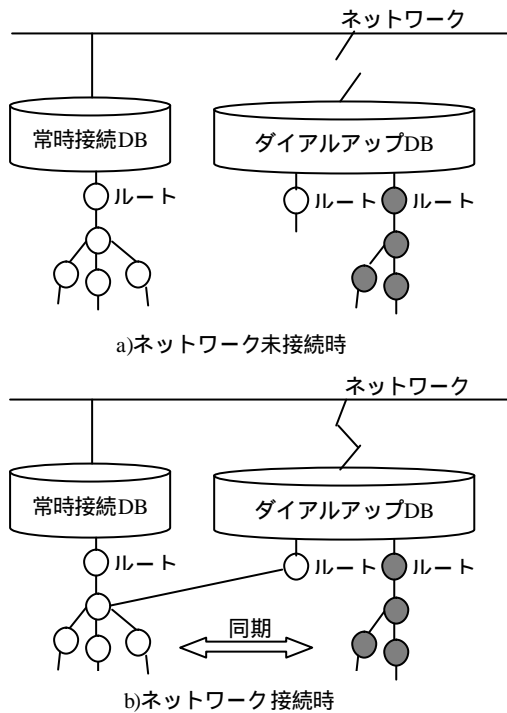 ネットワーク
常時接続DB
ダイアルアップDB
ルート
ルート
ルート
a)ネットワーク未接続時
ネットワーク
常時接続DB
ダイアルアップDB
ルート
ルート
ルート
同期
b)ネットワーク接続時